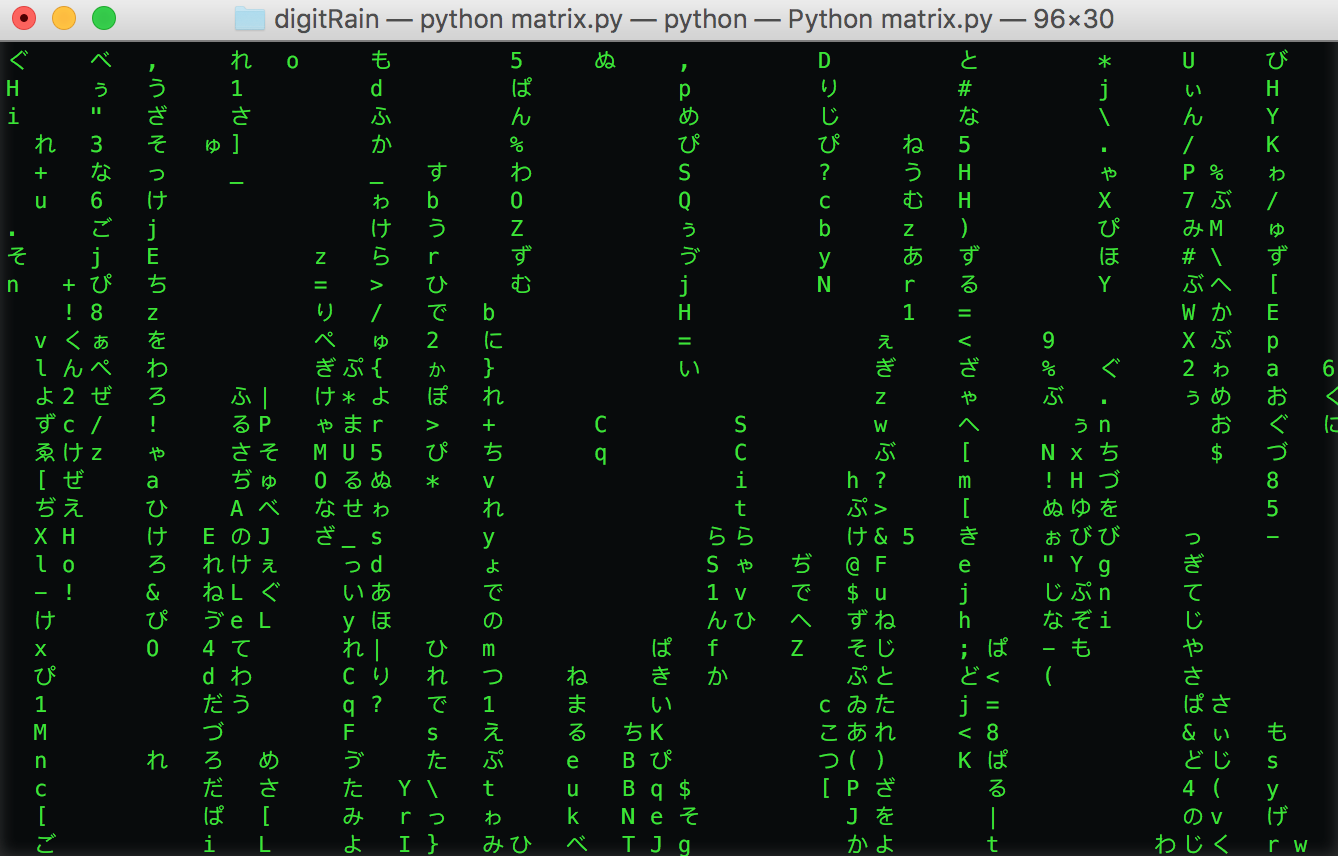 digitRain — python matrix.py — python — Python matrix.py — 96×30
ぐ べ , れ o も 5 ぬ , D と * U び
H ぅ う 1 d ぱ p り # j ぃ H
i " ざ さ ふ ん め じ な \ ん Y
れ 3 そ ゅ ] か % ぴ ぴ ね 5 . / K
+ な っ _ _ す わ S ? う H ゃ P % ゎ
u 6 け ゎ b O Q c む H X 7 ぶ /
. ご j け う Z ぅ b z ) ぴ み M ゅ
そ j E z ら r ず ゔ y あ ず ほ # \ ず
n + ぴ ち = > ひ む j N r る Y ぶ へ [
! 8 z り / で b H 1 = W か E
v く ぁ を ぺ ゅ 2 に = ぇ < 9 X ぶ p
l ん ぺ わ ぎ ぷ { ゕ } い ぎ ざ % ぐ 2 ゎ a 6
よ 2 ぜ ろ ふ | け * よ ぽ れ z ゃ ぶ . ぅ め お く
ず c / ! る P ゃ ま r > + C S w へ ぅ n お ぐ に
ゑ け z ゃ さ そ M U 5 ぴ ち q C ぶ [ N x ち $ づ
[ ぜ a ぢ ゅ O る ぬ * v i h ? m ! H づ 8
ぢ え ひ A べ な せ ゎ れ t ぷ > [ ぬ ゆ を 5
X H け E の J ざ _ s y ら ら け & 5 き ぉ び び っ -
l o ろ れ け ぇ っ d ょ S ゃ ぢ @ F e " Y g ぎ
- ! & ね L ぐ い あ で 1 v で $ u j じ ぷ n て
け ぴ ゔ e L y ほ の ん ひ へ ず ね h な ぞ i じ
x O 4 て れ | ひ m ぱ f Z そ じ ; ぱ - も や
ぴ d わ C り れ つ ね き か ぷ と ど < ( さ
1 だ う q ? で 1 ま い c ゐ た j = ぱ さ
M づ F s え る ち K こ あ れ < 8 & ぃ も
n れ ろ め ゔ た ぷ e B ぴ つ ( ) K ぱ ど じ s
c だ さ た Y \ t u B q $ [ P ざ る 4 ( y
[ ぱ [ み r っ ゎ k N e そ J を | の v げ
ご i L よ I } み ひ べ T J g か よ t わ じ く r w